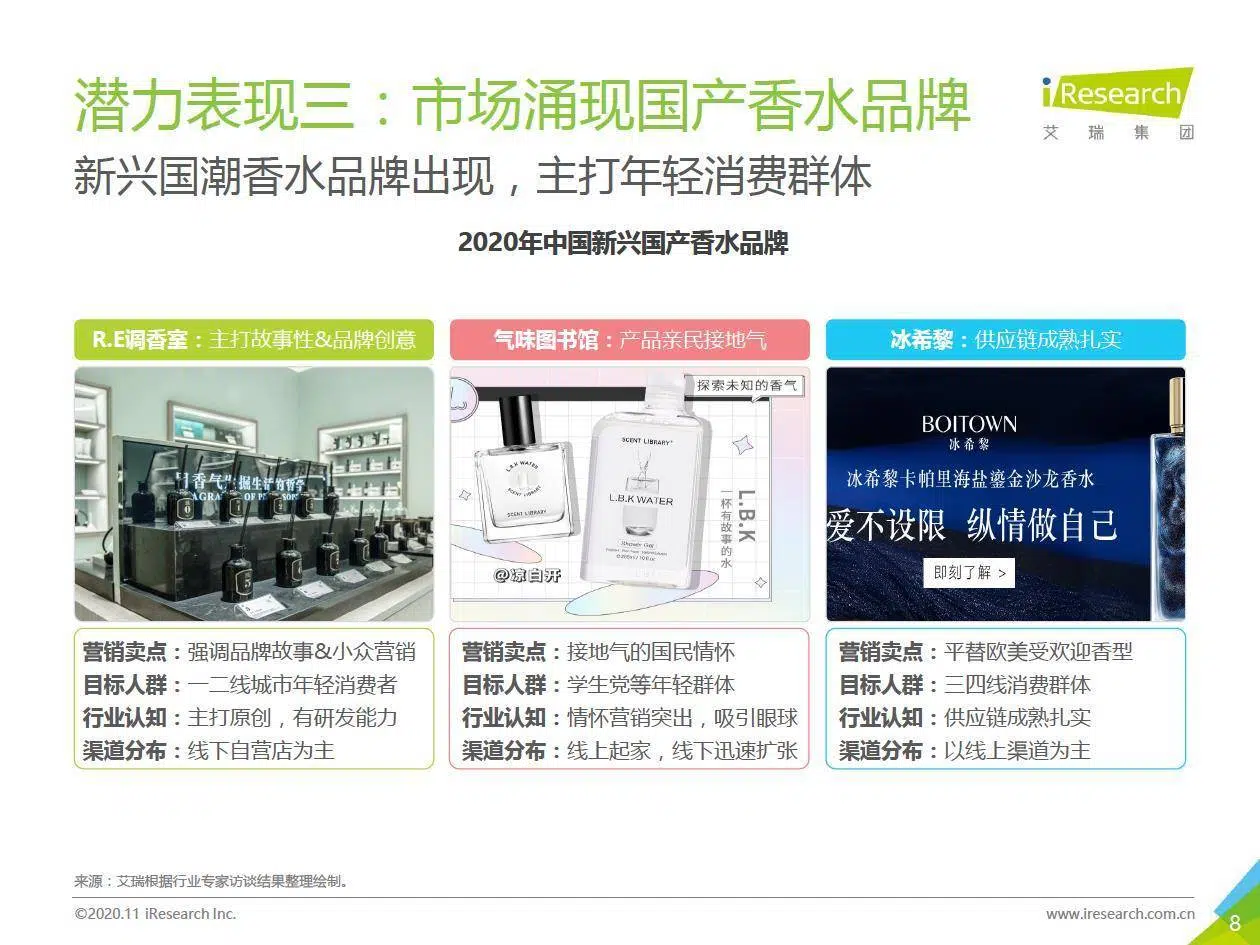 潜力表现三：市场涌现国产香水品牌
iResearch
艾 瑞 集 团
新兴国潮香水品牌出现，主打年轻消费群体
2020年中国新兴国产香水品牌
R.E调香室：主打故事性&品牌创意
气味图书馆：产品亲民接地气
冰希黎：供应链成熟扎实
探索未知的香气
L.B.K WATER
SCENT LIBRARY
SCENT LIBRARY
SCENT LIBRARY
L.B.K WATER
Shower Gel
L.B.K
一杯有故事的水
@凉白开
BOITOWN
冰希黎
冰希黎卡帕里海盐鎏金沙龙香水
爱不设限 纵情做自己
即刻了解 >
营销卖点：强调品牌故事&小众营销
目标人群：一二线城市年轻消费者
行业认知：主打原创，有研发能力
渠道分布：线下自营店为主
营销卖点：接地气的国民情怀
目标人群：学生党等年轻群体
行业认知：情怀营销突出，吸引眼球
渠道分布：线上起家，线下迅速扩张
营销卖点：平替欧美受欢迎香型
目标人群：三四线消费群体
行业认知：供应链成熟扎实
渠道分布：以线上渠道为主
来源：艾瑞根据行业专家访谈结果整理绘制。
©2020.11 iResearch Inc.
www.iresearch.com.cn
8